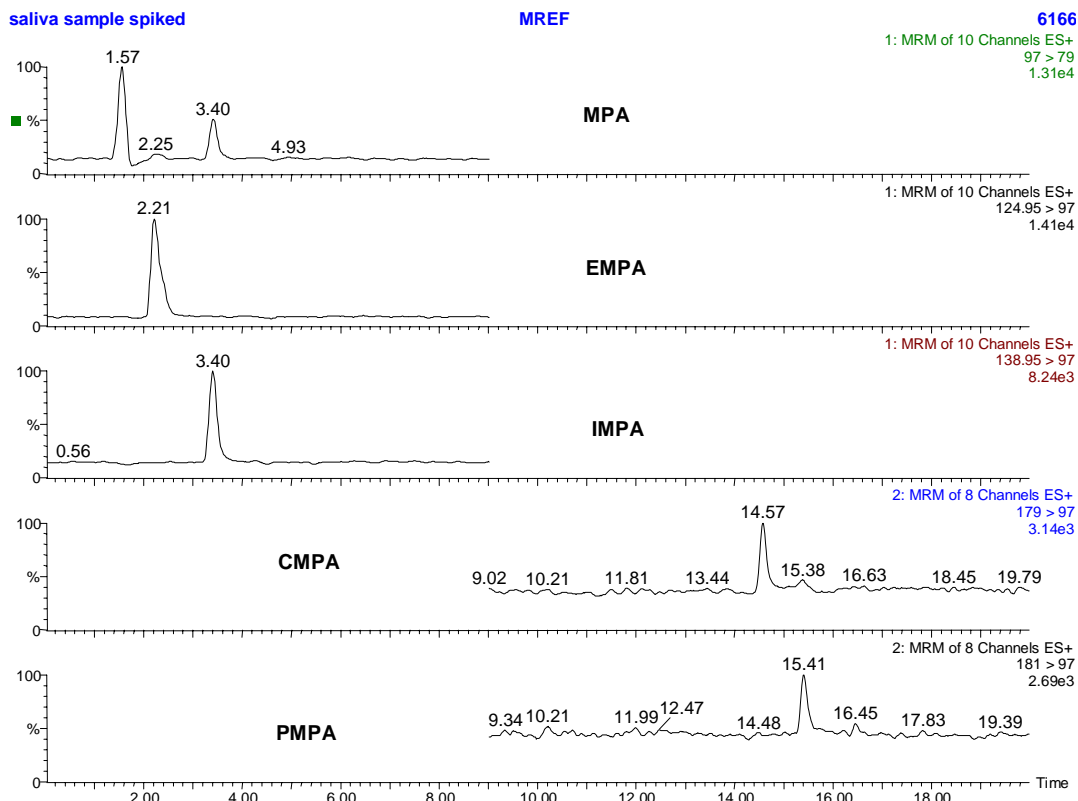 saliva sample spiked MREF 6166
1: MRM of 10 Channels ES+
97 > 79
1.31e4
1.57
100
3.40
MPA
%
2.25
4.93
0
1: MRM of 10 Channels ES+
124.95 > 97
1.41e4
2.21
100
EMPA
%
0
1: MRM of 10 Channels ES+
138.95 > 97
8.24e3
3.40
100
IMPA
%
0.56
0
2: MRM of 8 Channels ES+
179 > 97
3.14e3
14.57
100
CMPA
%
9.02 10.21 11.81 13.44 15.38 16.63 18.45 19.79
0
2: MRM of 8 Channels ES+
181 > 97
2.69e3
15.41
100
PMPA
%
9.34 10.21 11.99 12.47 14.48 16.45 17.83 19.39
0
Time
2.00 4.00 6.00 8.00 10.00 12.00 14.00 16.00 18.00